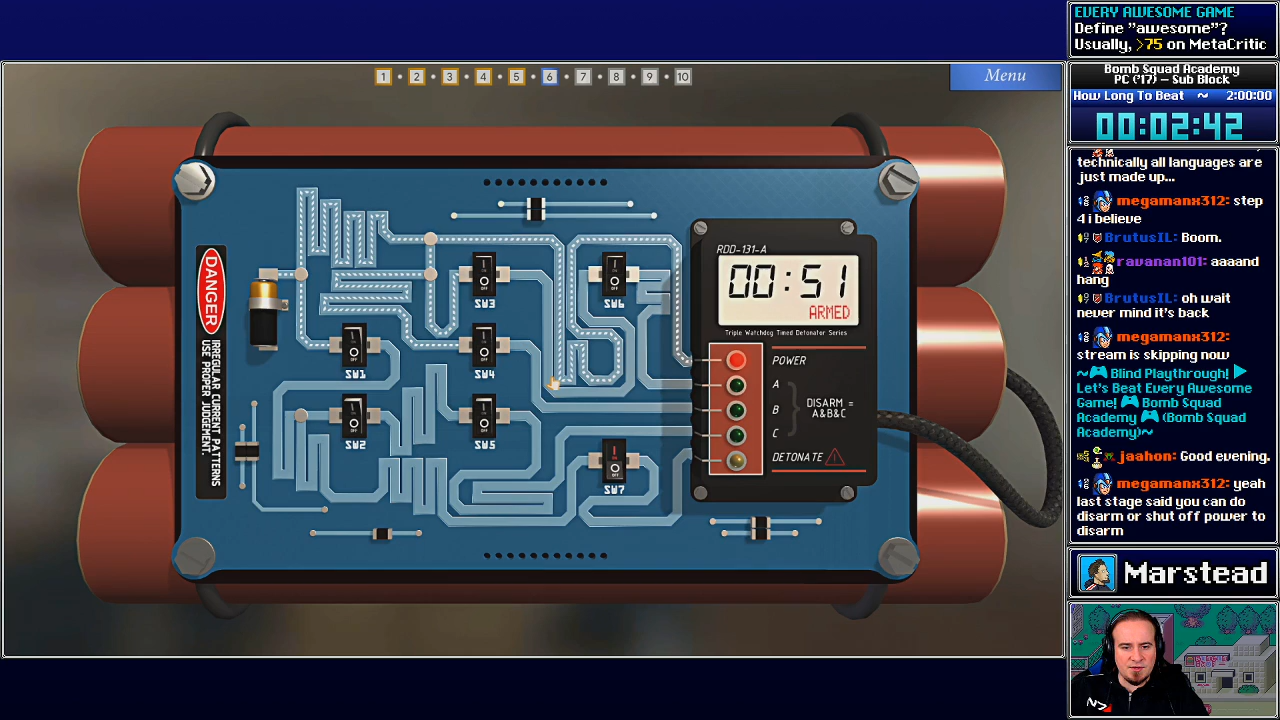 1 • 2 • 3 • 4 • 5 • 6 • 7 • 8 • 9 • 10
Menu
DANGER
IRREGULAR CURRENT PATTERNS
USE PROPER JUDGEMENT.
SW1
SW2
SW3
SW4
SW5
SW6
SW7
RDD-131-A
00:51
ARMED
Triple Watchdog Timed Detonator Series
POWER
A
B
C
DISARM =
A&B&C
DETONATE
EVERY AWESOME GAME
Define "awesome"?
Usually, >75 on MetaCritic
Bomb Squad Academy
PC ('17) – Sub Block
How Long To Beat ~ 2:00:00
00:02:42
technically all languages are
just made up...
megamanx312: step
4 i believe
BrutusIL: Boom.
ravanan101: aaaand
hang
BrutusIL: oh wait
never mind it's back
megamanx312:
stream is skipping now
~ Blind Playthrough!
Let's Beat Every Awesome
Game! Bomb Squad
Academy (Bomb Squad
Academy)~
jaahon: Good evening.
megamanx312: yeah
last stage said you can do
disarm or shut off power to
disarm
Marstead